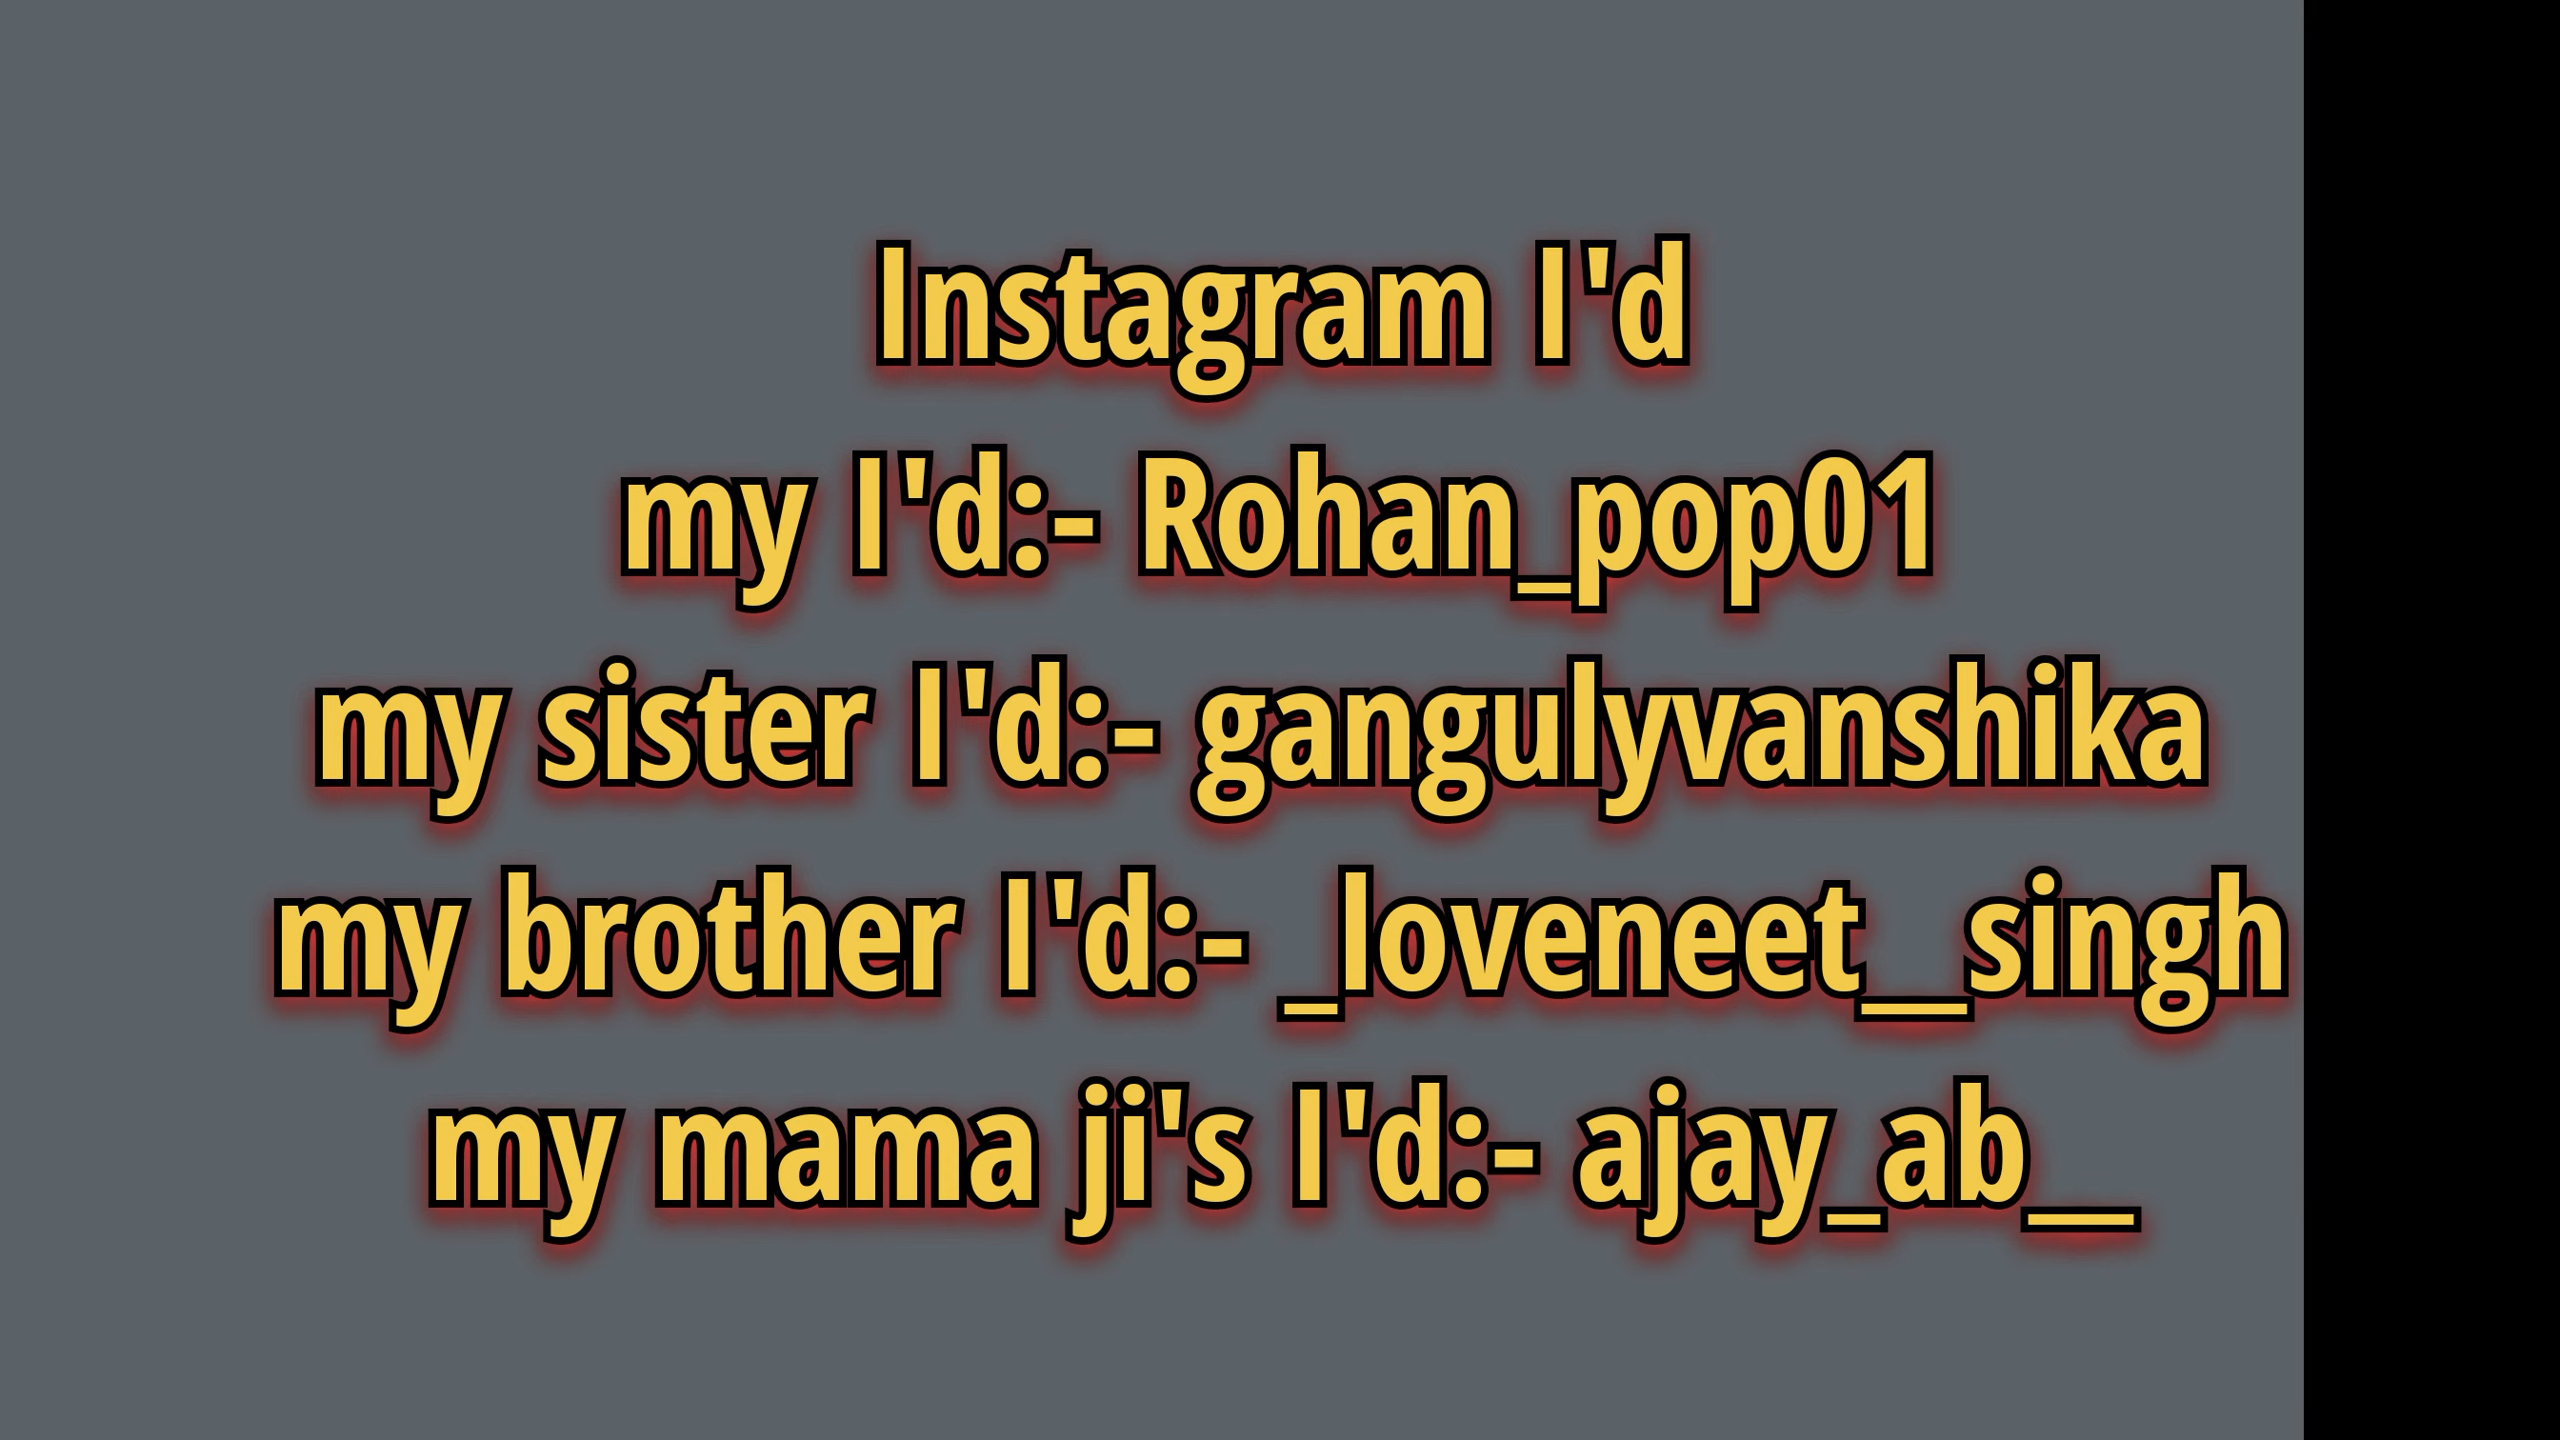 Instagram I'd
my I'd:- Rohan_pop01
my sister I'd:- gangulyvanshika
my brother I'd:- _loveneet__singh
my mama ji's I'd:- ajay_ab__